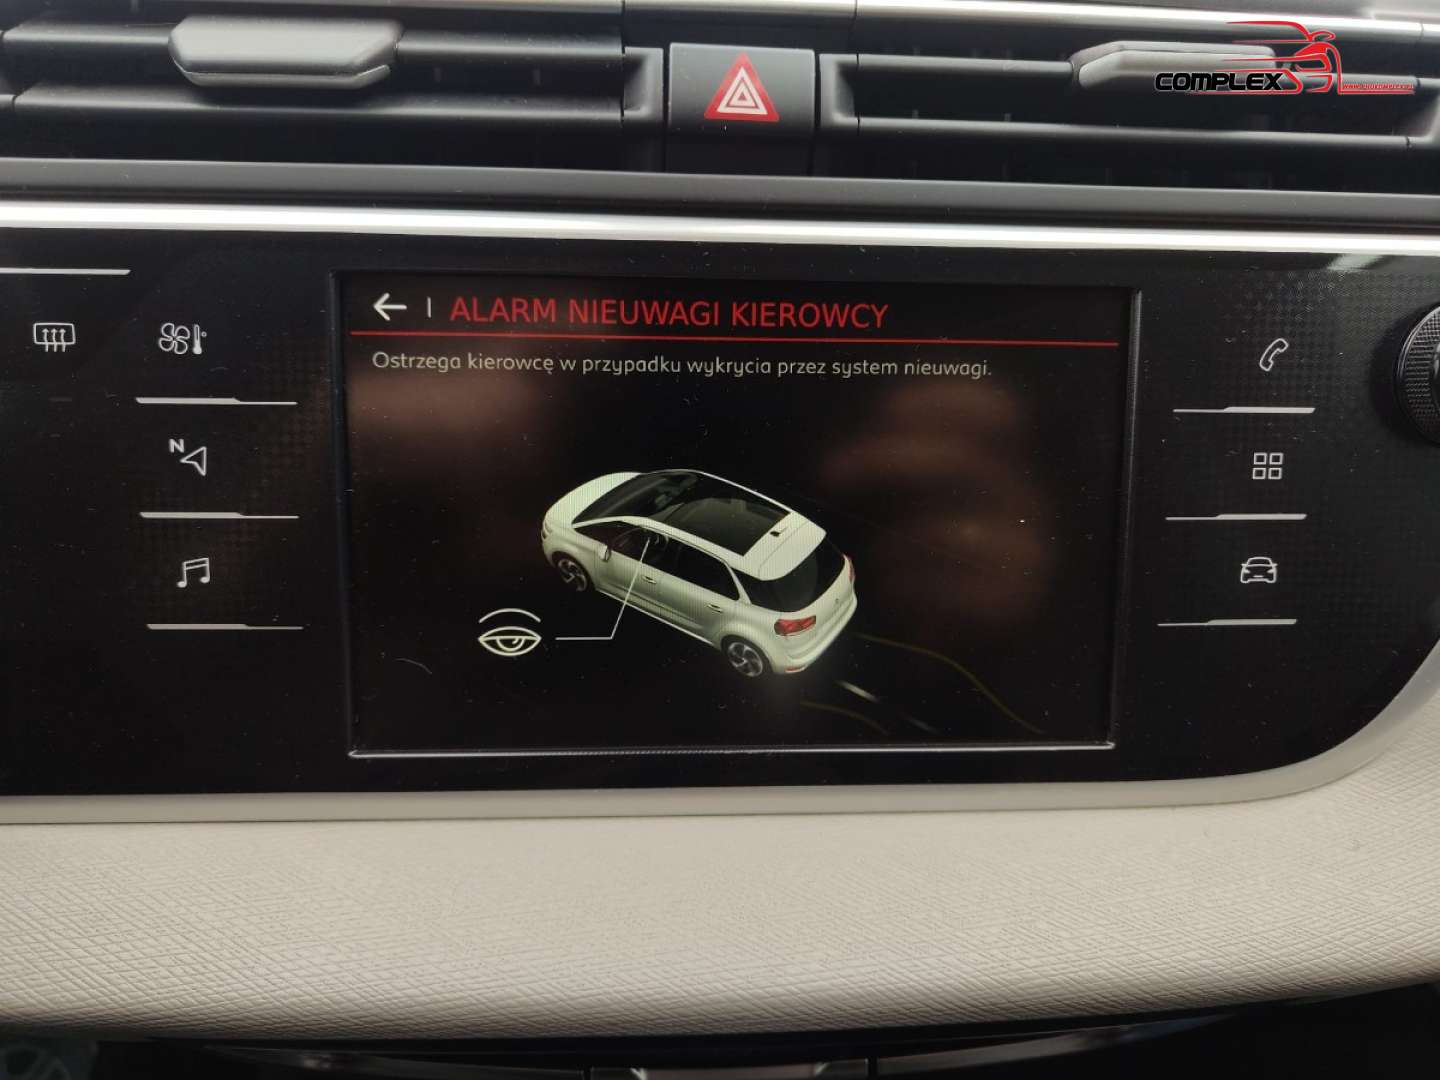 COMPLEX
ALARM NIEUWAGI KIEROWCY
Ostrzega kierowcę w przypadku wykrycia przez system nieuwagi.
N